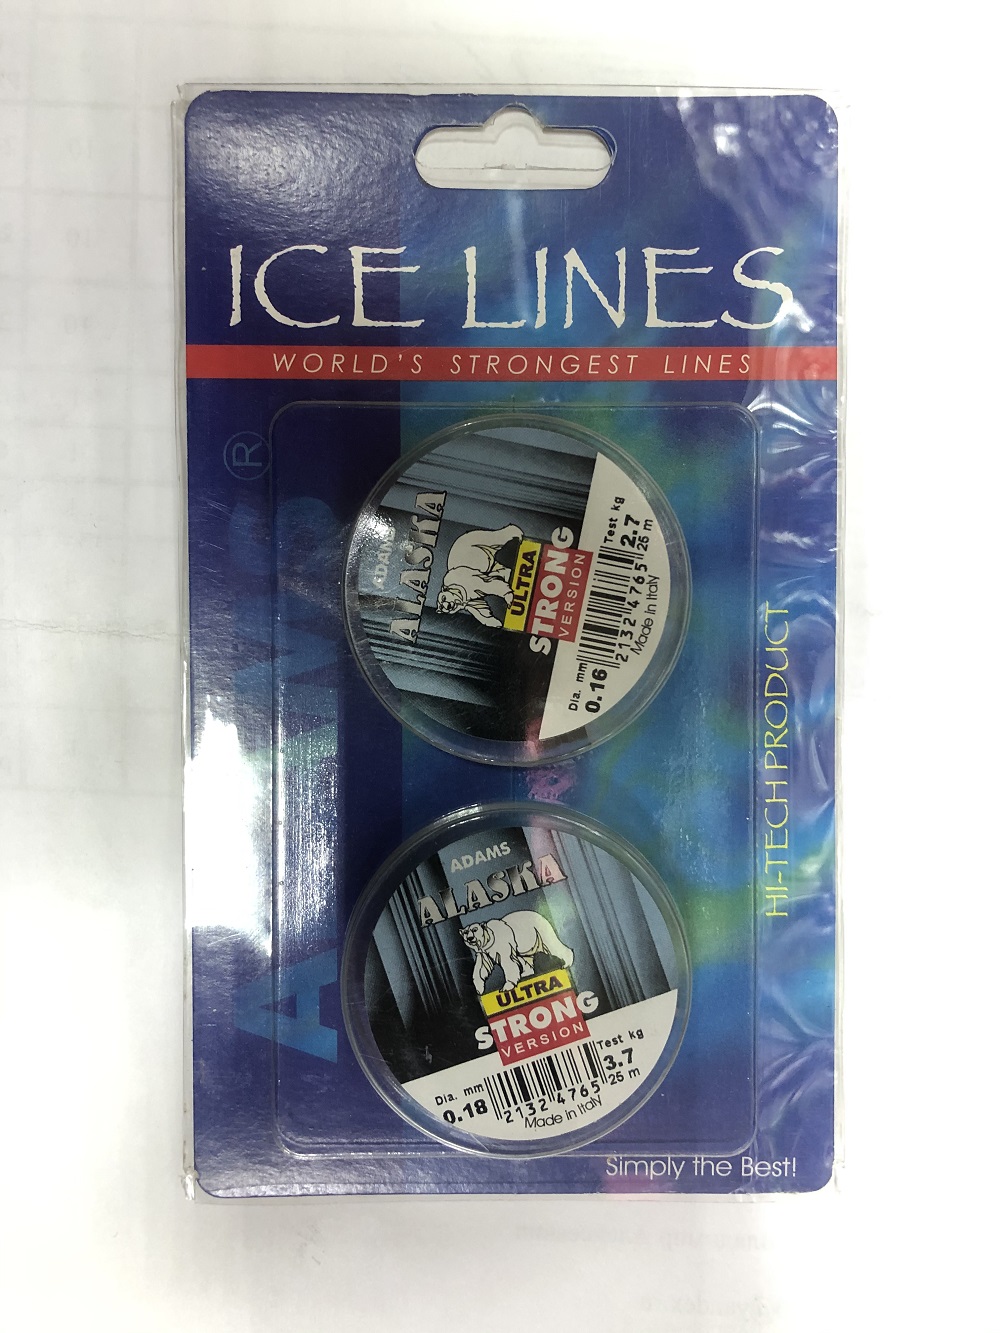 ICE LINES
WORLD'S STRONGEST LINES
ADAMS®
ADAMS
ALASKA
ULTRA
STRONG
VERSION
Dia. mm
0.16
2132 4765
Test kg
2.7
25 m
Made in Italy
HI-TECH PRODUCT
ADAMS
ALASKA
ULTRA
STRONG
VERSION
Dia. mm
0.18
2132 4765
Test kg
3.7
25 m
Made in Italy
Simply the Best!